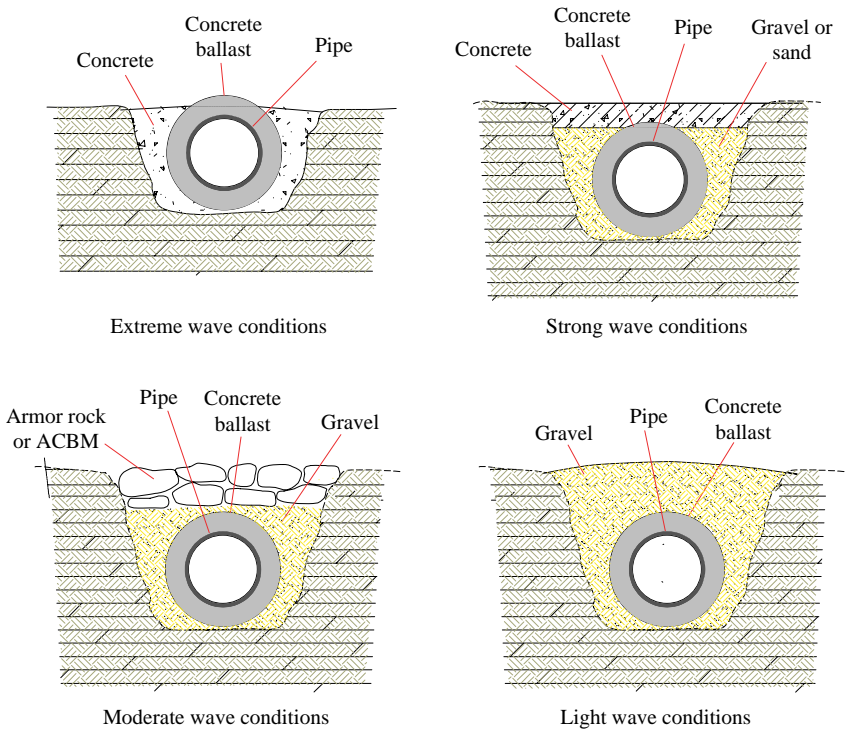 Concrete
Concrete
ballast
Pipe
Extreme wave conditions
Concrete
Concrete
ballast
Pipe
Gravel or
sand
Strong wave conditions
Armor rock
or ACBM
Pipe
Concrete
ballast
Gravel
Moderate wave conditions
Gravel
Pipe
Concrete
ballast
Light wave conditions